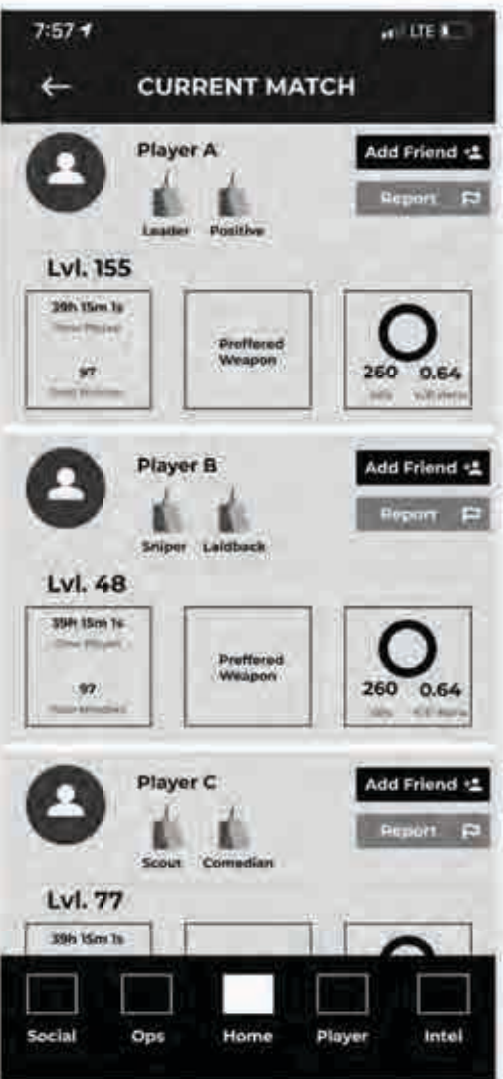 7:57
LTE
CURRENT MATCH
Player A
Add Friend
Report
Leader Positive
Lvl. 155
39h 15m 1s
97
Proffered
Weapon
260 0.64
Player B
Add Friend
Report
Sniper Laidback
Lvl. 48
39h 15m 1s
97
Proffered
Weapon
260 0.64
Player C
Add Friend
Report
Scout Comedian
Lvl. 77
39h 15m 1s
Social Ops Home Player Intel